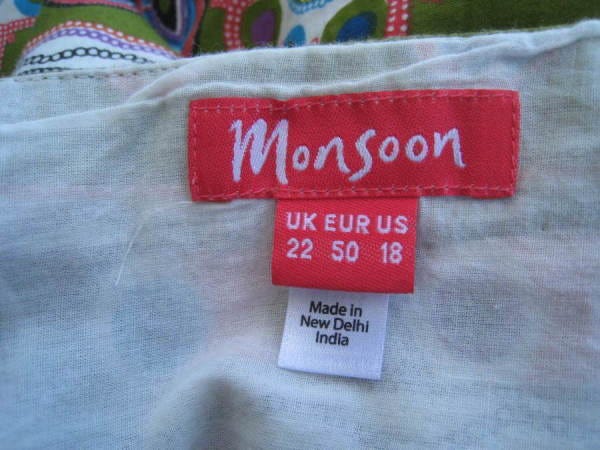 Monsoon
UK EUR US
22 50 18
Made in
New Delhi
India